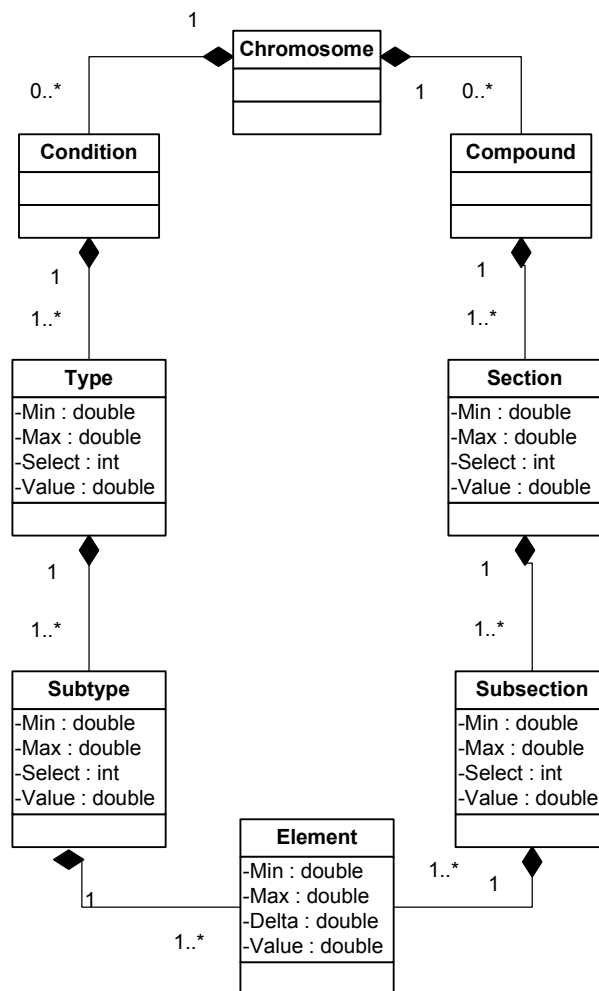 1
Chromosome
0..*
1
0..*
Condition
Compound
1
1
1..*
1..*
Type
-Min : double
-Max : double
-Select : int
-Value : double
Section
-Min : double
-Max : double
-Select : int
-Value : double
1
1
1..*
1..*
Subtype
-Min : double
-Max : double
-Select : int
-Value : double
Subsection
-Min : double
-Max : double
-Select : int
-Value : double
Element
-Min : double
-Max : double
-Delta : double
-Value : double
1
1..*
1..*
1